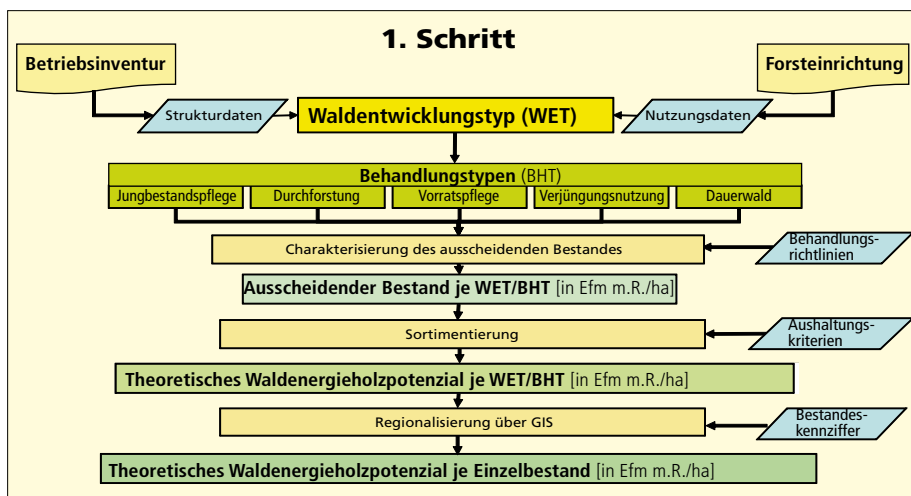 1. Schritt
Betriebsinventur
Forsteinrichtung
Strukturdaten
Waldentwicklungstyp (WET)
Nutzungsdaten
Behandlungstypen (BHT)
Jungbestandspflege
Durchforstung
Vorratspflege
Verjüngungsnutzung
Dauerwald
Charakterisierung des ausscheidenden Bestandes
Behandlungs-
richtlinien
Ausscheidender Bestand je WET/BHT [in Efm m.R./ha]
Sortimentierung
Aushaltungs-
kriterien
Theoretisches Waldenergieholzpotenzial je WET/BHT [in Efm m.R./ha]
Regionalisierung über GIS
Bestandes-
kennziffer
Theoretisches Waldenergieholzpotenzial je Einzelbestand [in Efm m.R./ha]